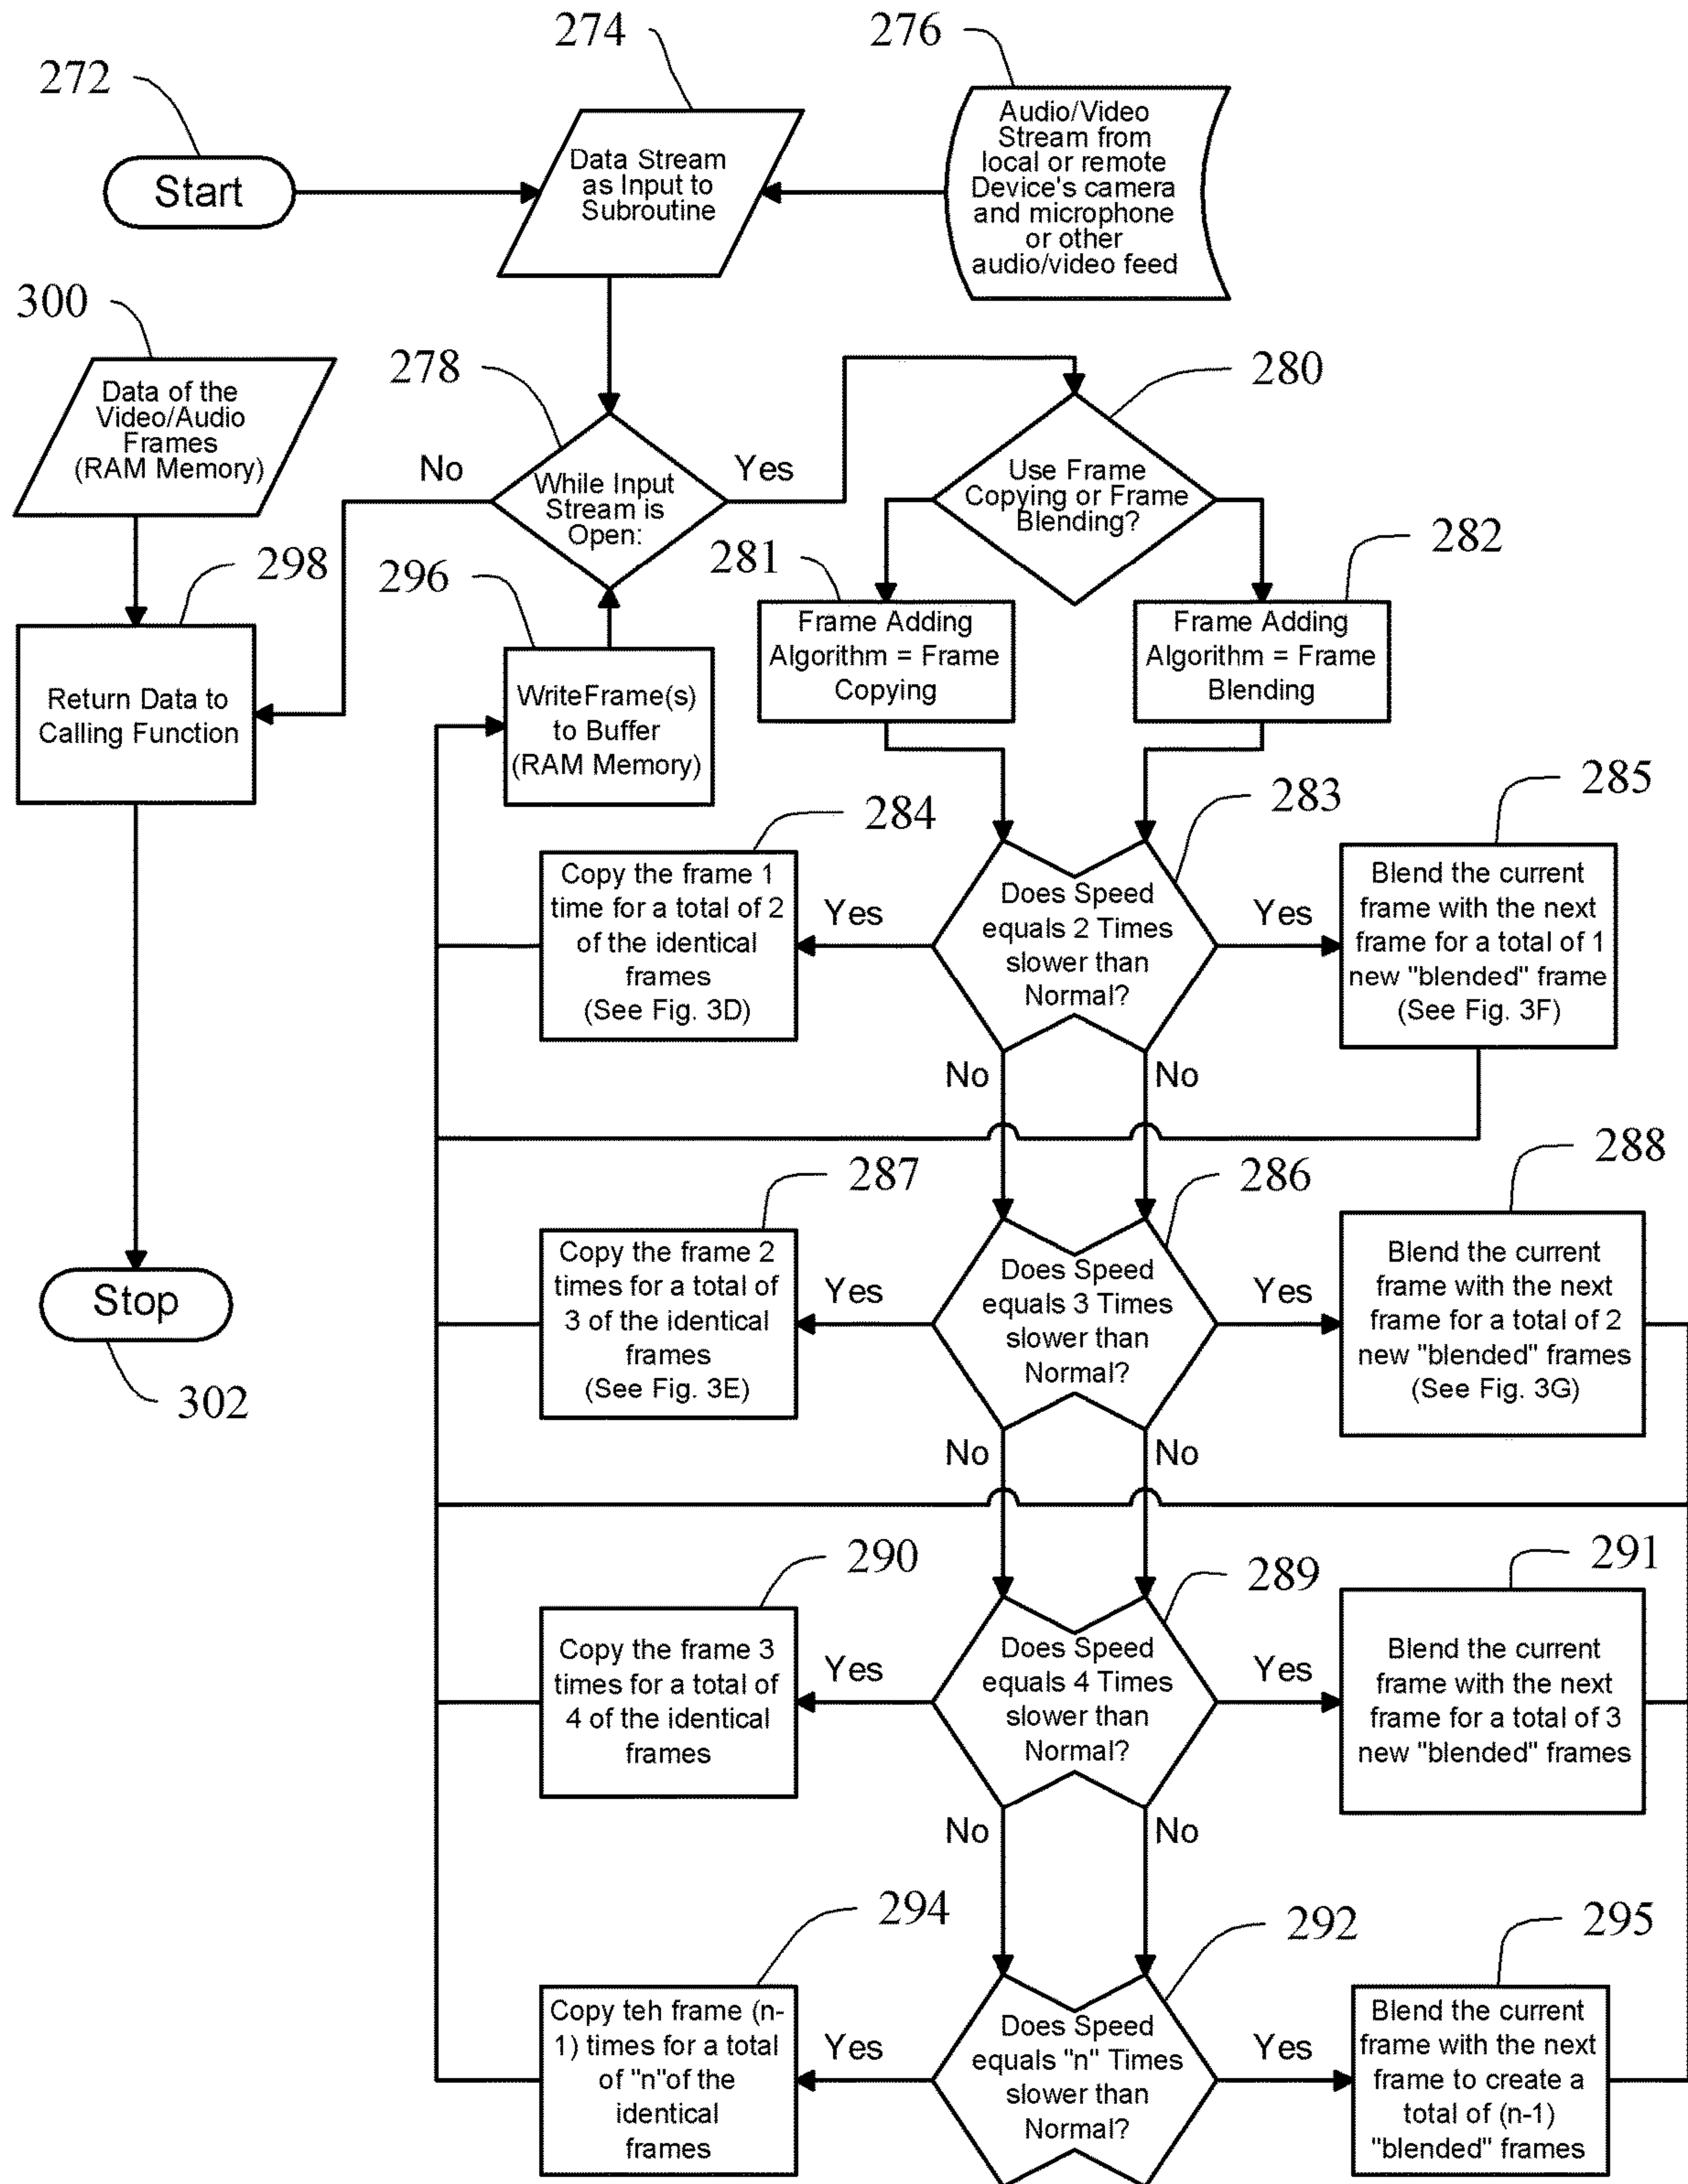 274
276
272
Start
Data Stream
as Input to
Subroutine
Audio/Video
Stream from
local or remote
Device's camera
and microphone
or other
audio/video feed
300
Data of the
Video/Audio
Frames
(RAM Memory)
278
No
While Input
Stream is
Open:
Yes
280
Use Frame
Copying or Frame
Blending?
298
Return Data to
Calling Function
296
WriteFrame(s)
to Buffer
(RAM Memory)
281
Frame Adding
Algorithm = Frame
Copying
282
Frame Adding
Algorithm = Frame
Blending
284
Copy the frame 1
time for a total of 2
of the identical
frames
(See Fig. 3D)
Yes
283
Does Speed
equals 2 Times
slower than
Normal?
Yes
285
Blend the current
frame with the next
frame for a total of 1
new "blended" frame
(See Fig. 3F)
No
No
Stop
302
287
Copy the frame 2
times for a total of
3 of the identical
frames
(See Fig. 3E)
Yes
286
Does Speed
equals 3 Times
slower than
Normal?
Yes
288
Blend the current
frame with the next
frame for a total of 2
new "blended" frames
(See Fig. 3G)
No
No
290
Copy the frame 3
times for a total of
4 of the identical
frames
Yes
289
Does Speed
equals 4 Times
slower than
Normal?
Yes
291
Blend the current
frame with the next
frame for a total of 3
new "blended" frames
No
No
294
Copy teh frame (n-
1) times for a total
of "n"of the
identical
frames
Yes
292
Does Speed
equals "n" Times
slower than
Normal?
Yes
295
Blend the current
frame with the next
frame to create a
total of (n-1)
"blended" frames